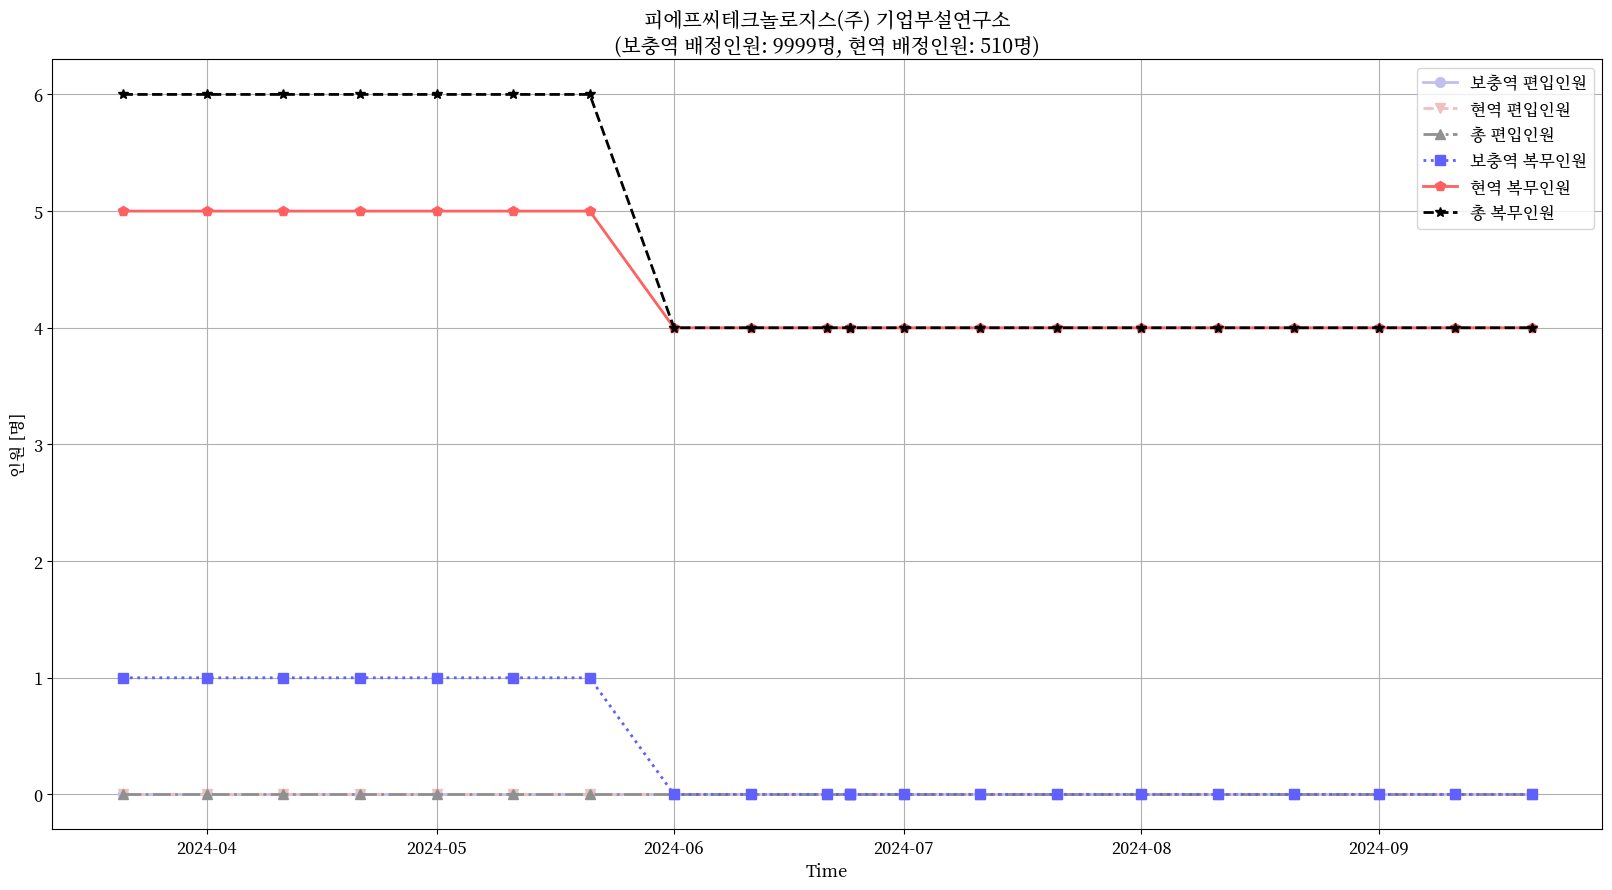 피에프씨테크놀로지스(주) 기업부설연구소
(보충역 배정인원: 9999명, 현역 배정인원: 510명)
보충역 편입인원
현역 편입인원
총 편입인원
보충역 복무인원
현역 복무인원
총 복무인원
6
5
4
3
2
1
0
인원 [명]
2024-04
2024-05
2024-06
2024-07
2024-08
2024-09
Time